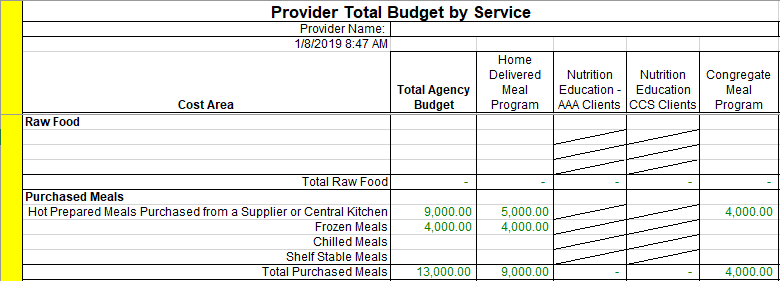 Provider Total Budget by Service
Provider Name:
1/8/2019 8:47 AM
Cost Area
Total Agency
Budget
Home
Delivered
Meal
Program
Nutrition
Education -
AAA Clients
Nutrition
Education
CCS Clients
Congregate
Meal
Program
Raw Food
Total Raw Food - - - - -
Purchased Meals
Hot Prepared Meals Purchased from a Supplier or Central Kitchen 9,000.00 5,000.00 4,000.00
Frozen Meals 4,000.00 4,000.00
Chilled Meals
Shelf Stable Meals
Total Purchased Meals 13,000.00 9,000.00 - - 4,000.00